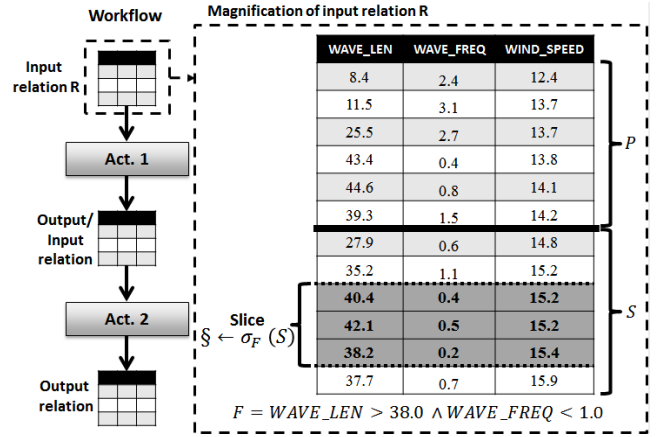 Workflow
Input
relation R
Act. 1
Output/
Input
relation
Act. 2
Output
relation
Magnification of input relation R
WAVE_LEN WAVE_FREQ WIND_SPEED
8.4 2.4 12.4
11.5 3.1 13.7
25.5 2.7 13.7
43.4 0.4 13.8
44.6 0.8 14.1
39.3 1.5 14.2
P
27.9 0.6 14.8
35.2 1.1 15.2
40.4 0.4 15.2
42.1 0.5 15.2
38.2 0.2 15.4
37.7 0.7 15.9
S
Slice
§ ← σ_F (S)
F = WAVE_LEN > 38.0 ∧ WAVE_FREQ < 1.0